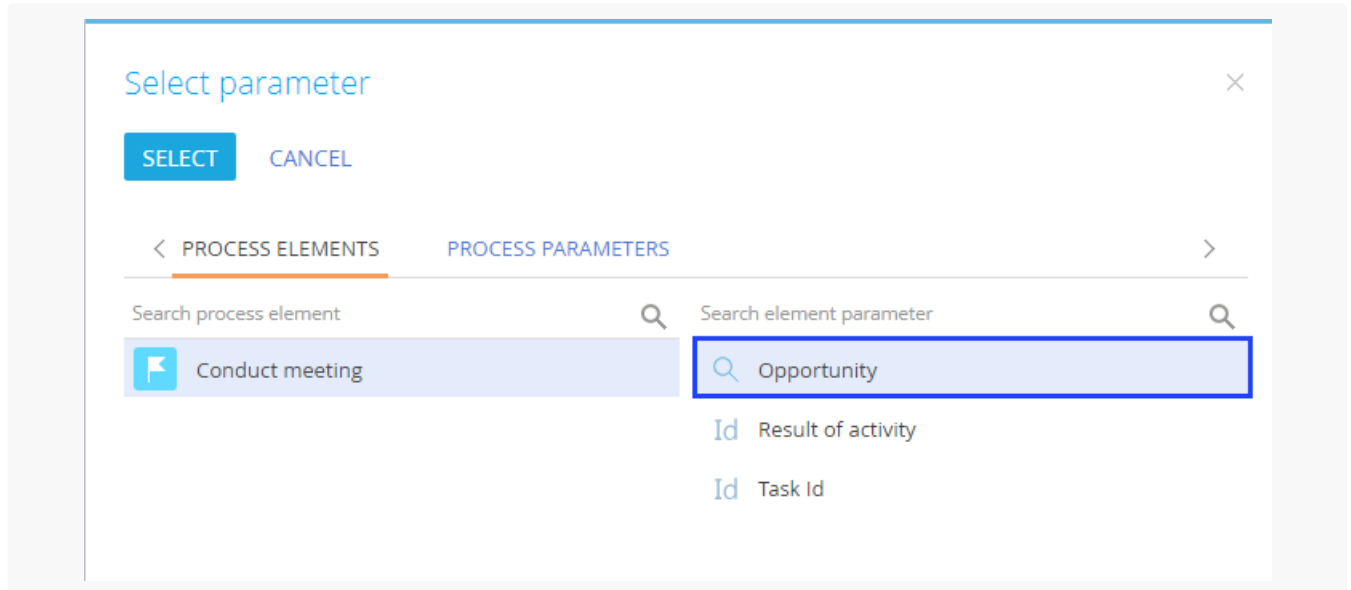 Select parameter
SELECT CANCEL
PROCESS ELEMENTS PROCESS PARAMETERS
Search process element Search element parameter
Conduct meeting Opportunity
Id Result of activity
Id Task Id